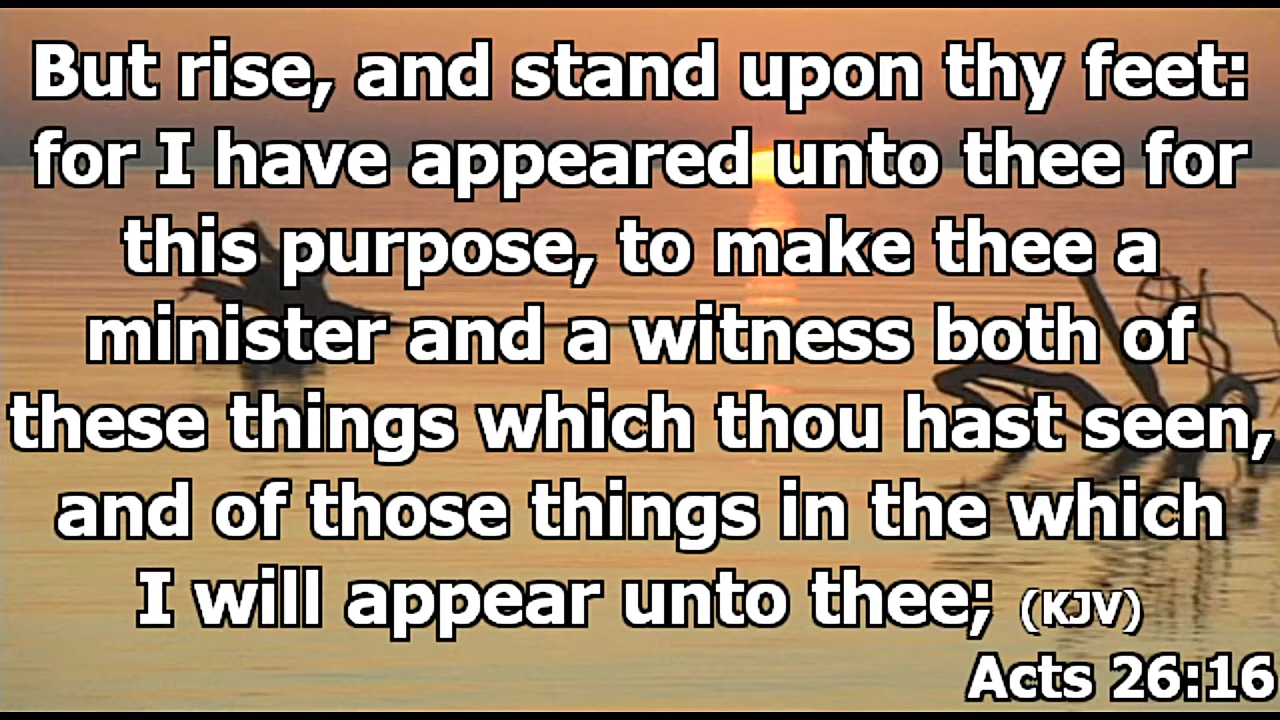 But rise, and stand upon thy feet:
for I have appeared unto thee for
this purpose, to make thee a
minister and a witness both of
these things which thou hast seen,
and of those things in the which
I will appear unto thee; (KJV)
Acts 26:16